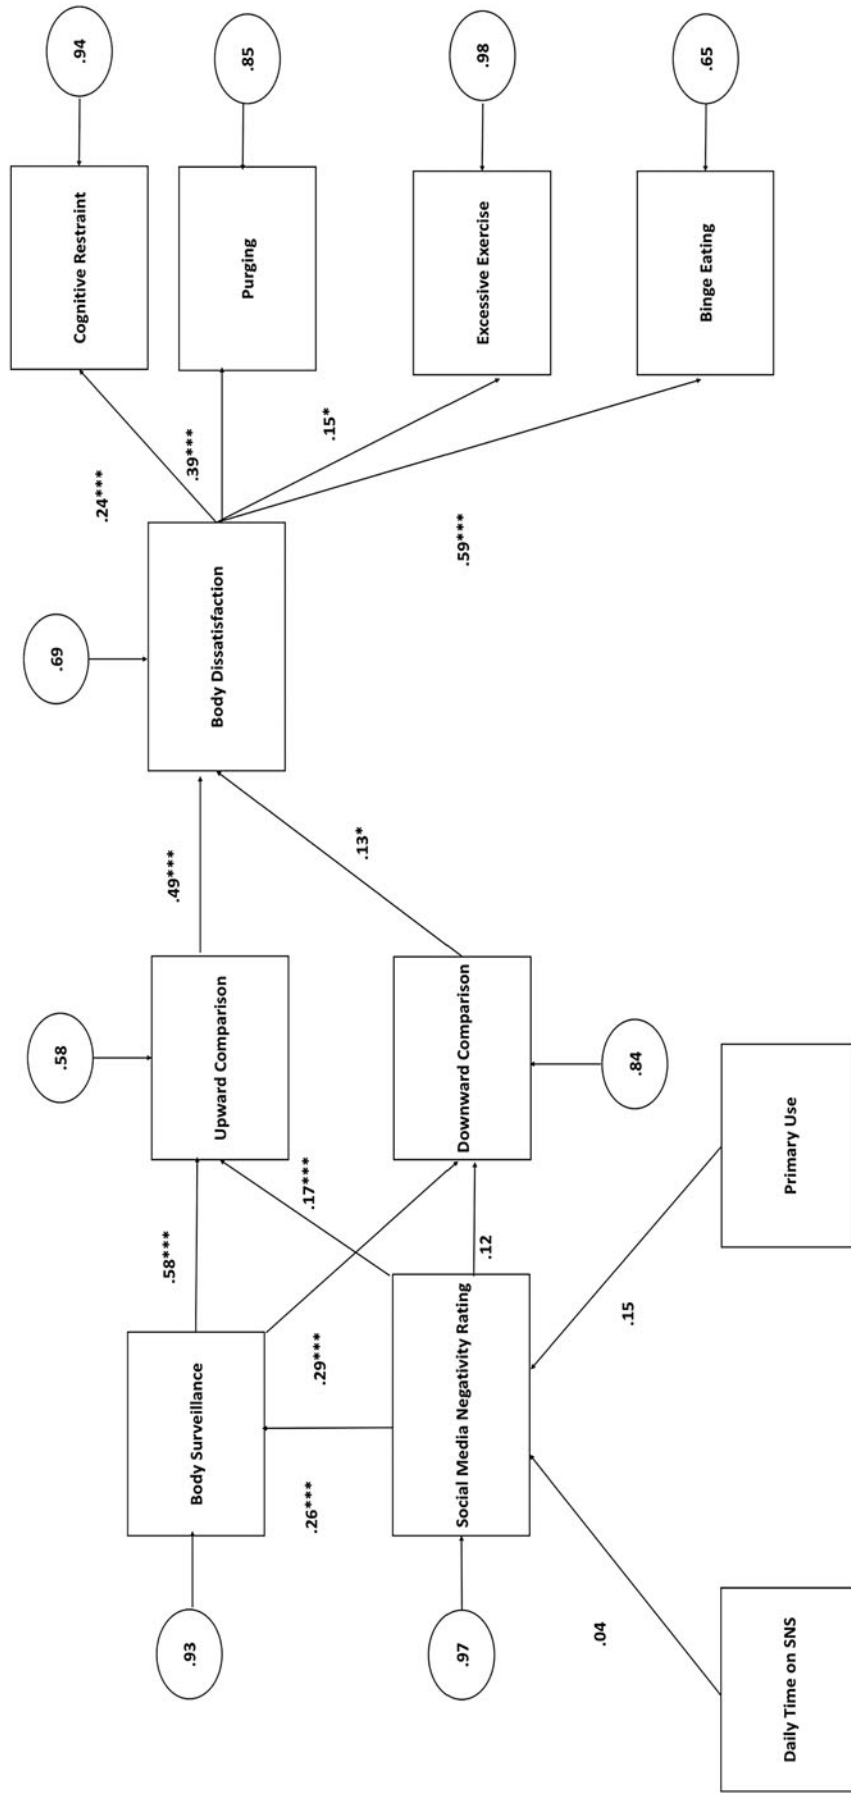 .94
.85
.98
.65
Cognitive Restraint
Purging
Excessive Exercise
Binge Eating
.24***
.39***
.15*
.59***
.69
Body Dissatisfaction
.49***
.13*
.58
Upward Comparison
Downward Comparison
.84
.58***
.17***
.29***
.12
Body Surveillance
Social Media Negativity Rating
.26***
.93
.97
.15
.04
Primary Use
Daily Time on SNS